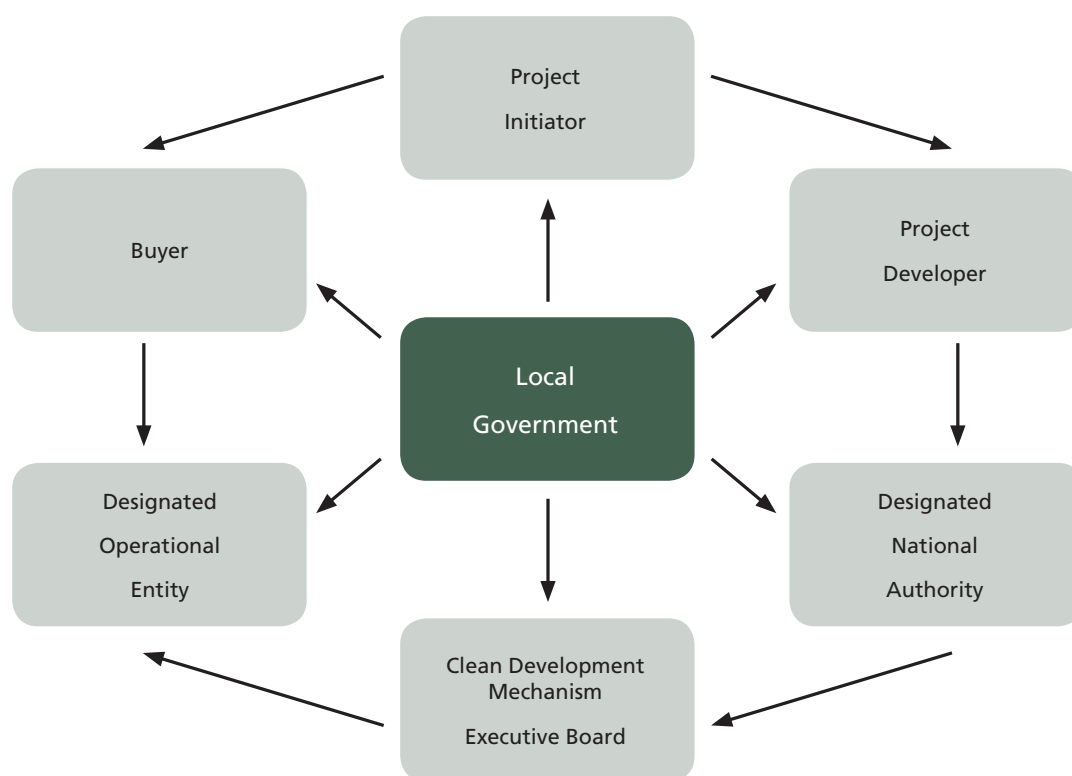 Project
Initiator
Buyer
Project
Developer
Local
Government
Designated
Operational
Entity
Designated
National
Authority
Clean Development
Mechanism
Executive Board